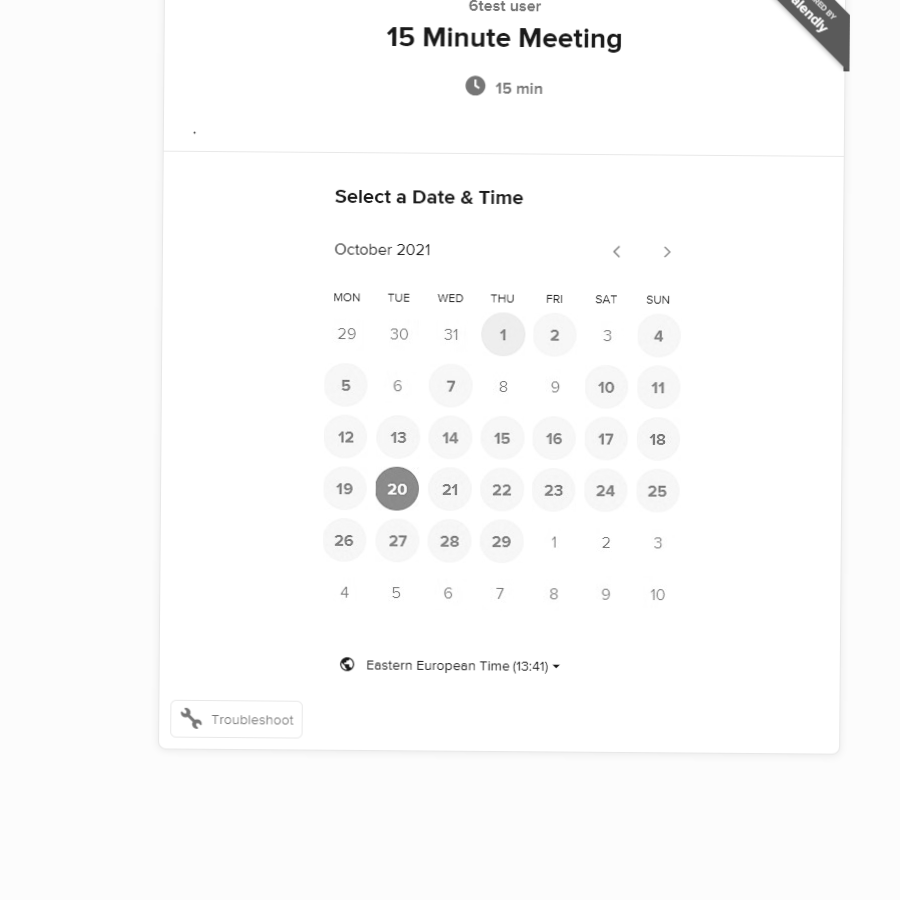 6test user
15 Minute Meeting
15 min
.
Select a Date & Time
October 2021
MON TUE WED THU FRI SAT SUN
29 30 31 1 2 3 4
5 6 7 8 9 10 11
12 13 14 15 16 17 18
19 20 21 22 23 24 25
26 27 28 29 1 2 3
4 5 6 7 8 9 10
Eastern European Time (13:41)
Troubleshoot